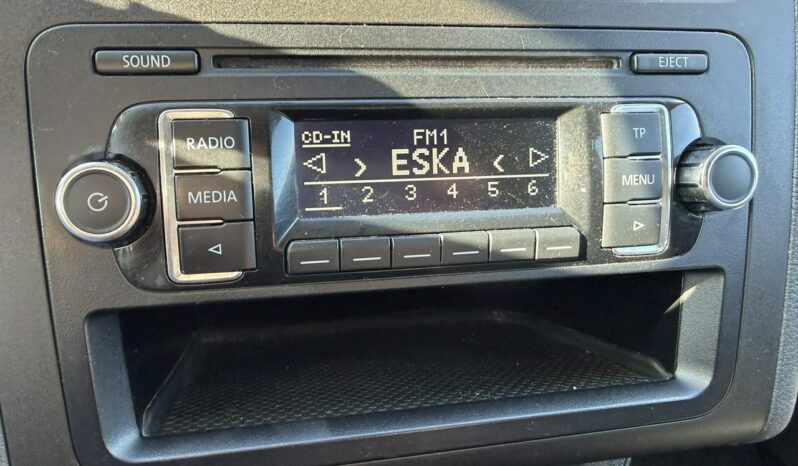 SOUND
EJECT
RADIO
MEDIA
CD-IN
FM1
ESKA
1 2 3 4 5 6
TP
MENU